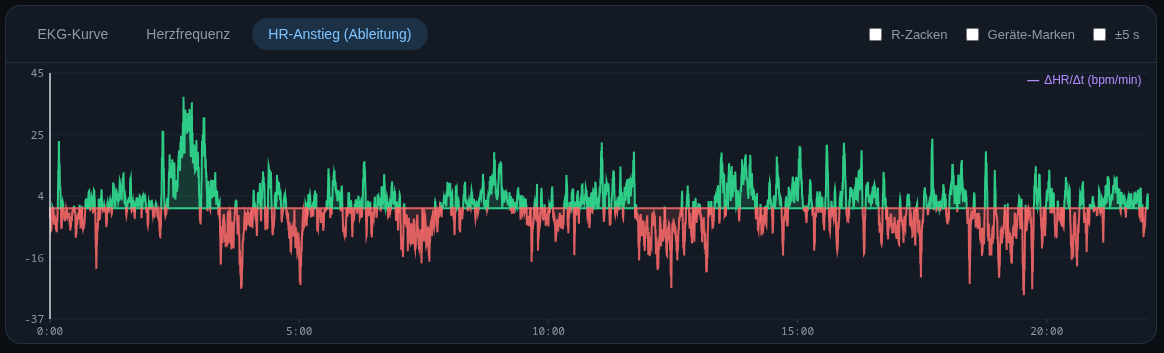 EKG-Kurve Herzfrequenz HR-Anstieg (Ableitung) R-Zacken Geräte-Marken ±5 s
45 — ΔHR/Δt (bpm/min)
25
4
-16
-37
0:00 5:00 10:00 15:00 20:00